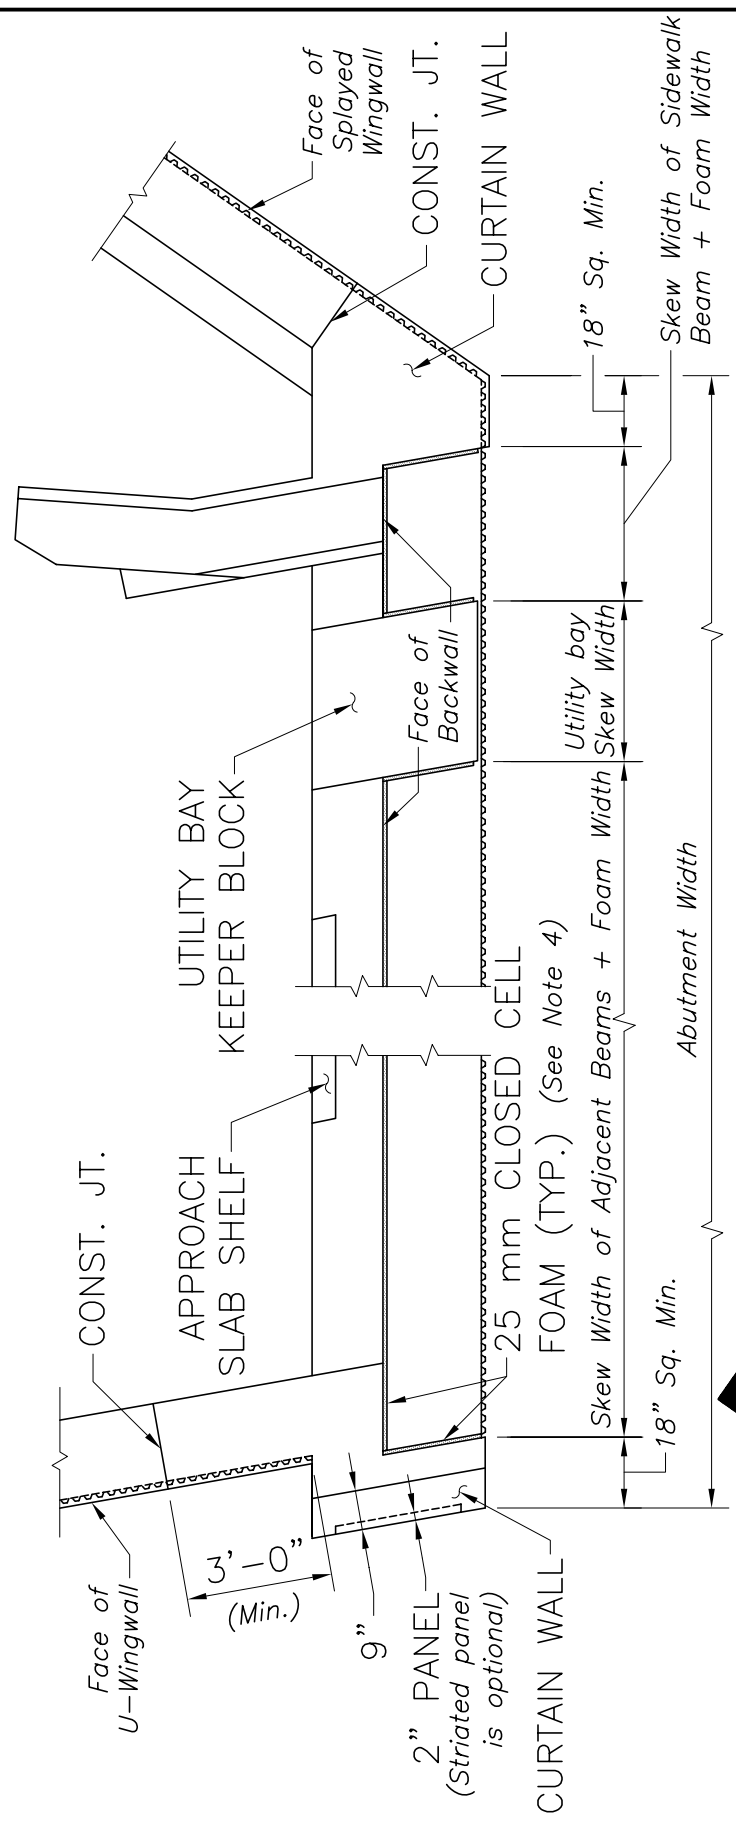 Face of
U-Wingwall
CONST. JT.
3'-0"
(Min.)
9"
2" PANEL
(Striated panel
is optional)
CURTAIN WALL
APPROACH
SLAB SHELF
UTILITY BAY
KEEPER BLOCK
Face of
Backwall
25 mm CLOSED CELL
FOAM (TYP.) (See Note 4)
Face of
Splayed
Wingwall
CONST. JT.
CURTAIN WALL
18" Sq. Min.
Skew Width of Adjacent Beams + Foam Width
Utility bay
Skew Width
18" Sq. Min.
Skew Width of Sidewalk
Beam + Foam Width
Abutment Width